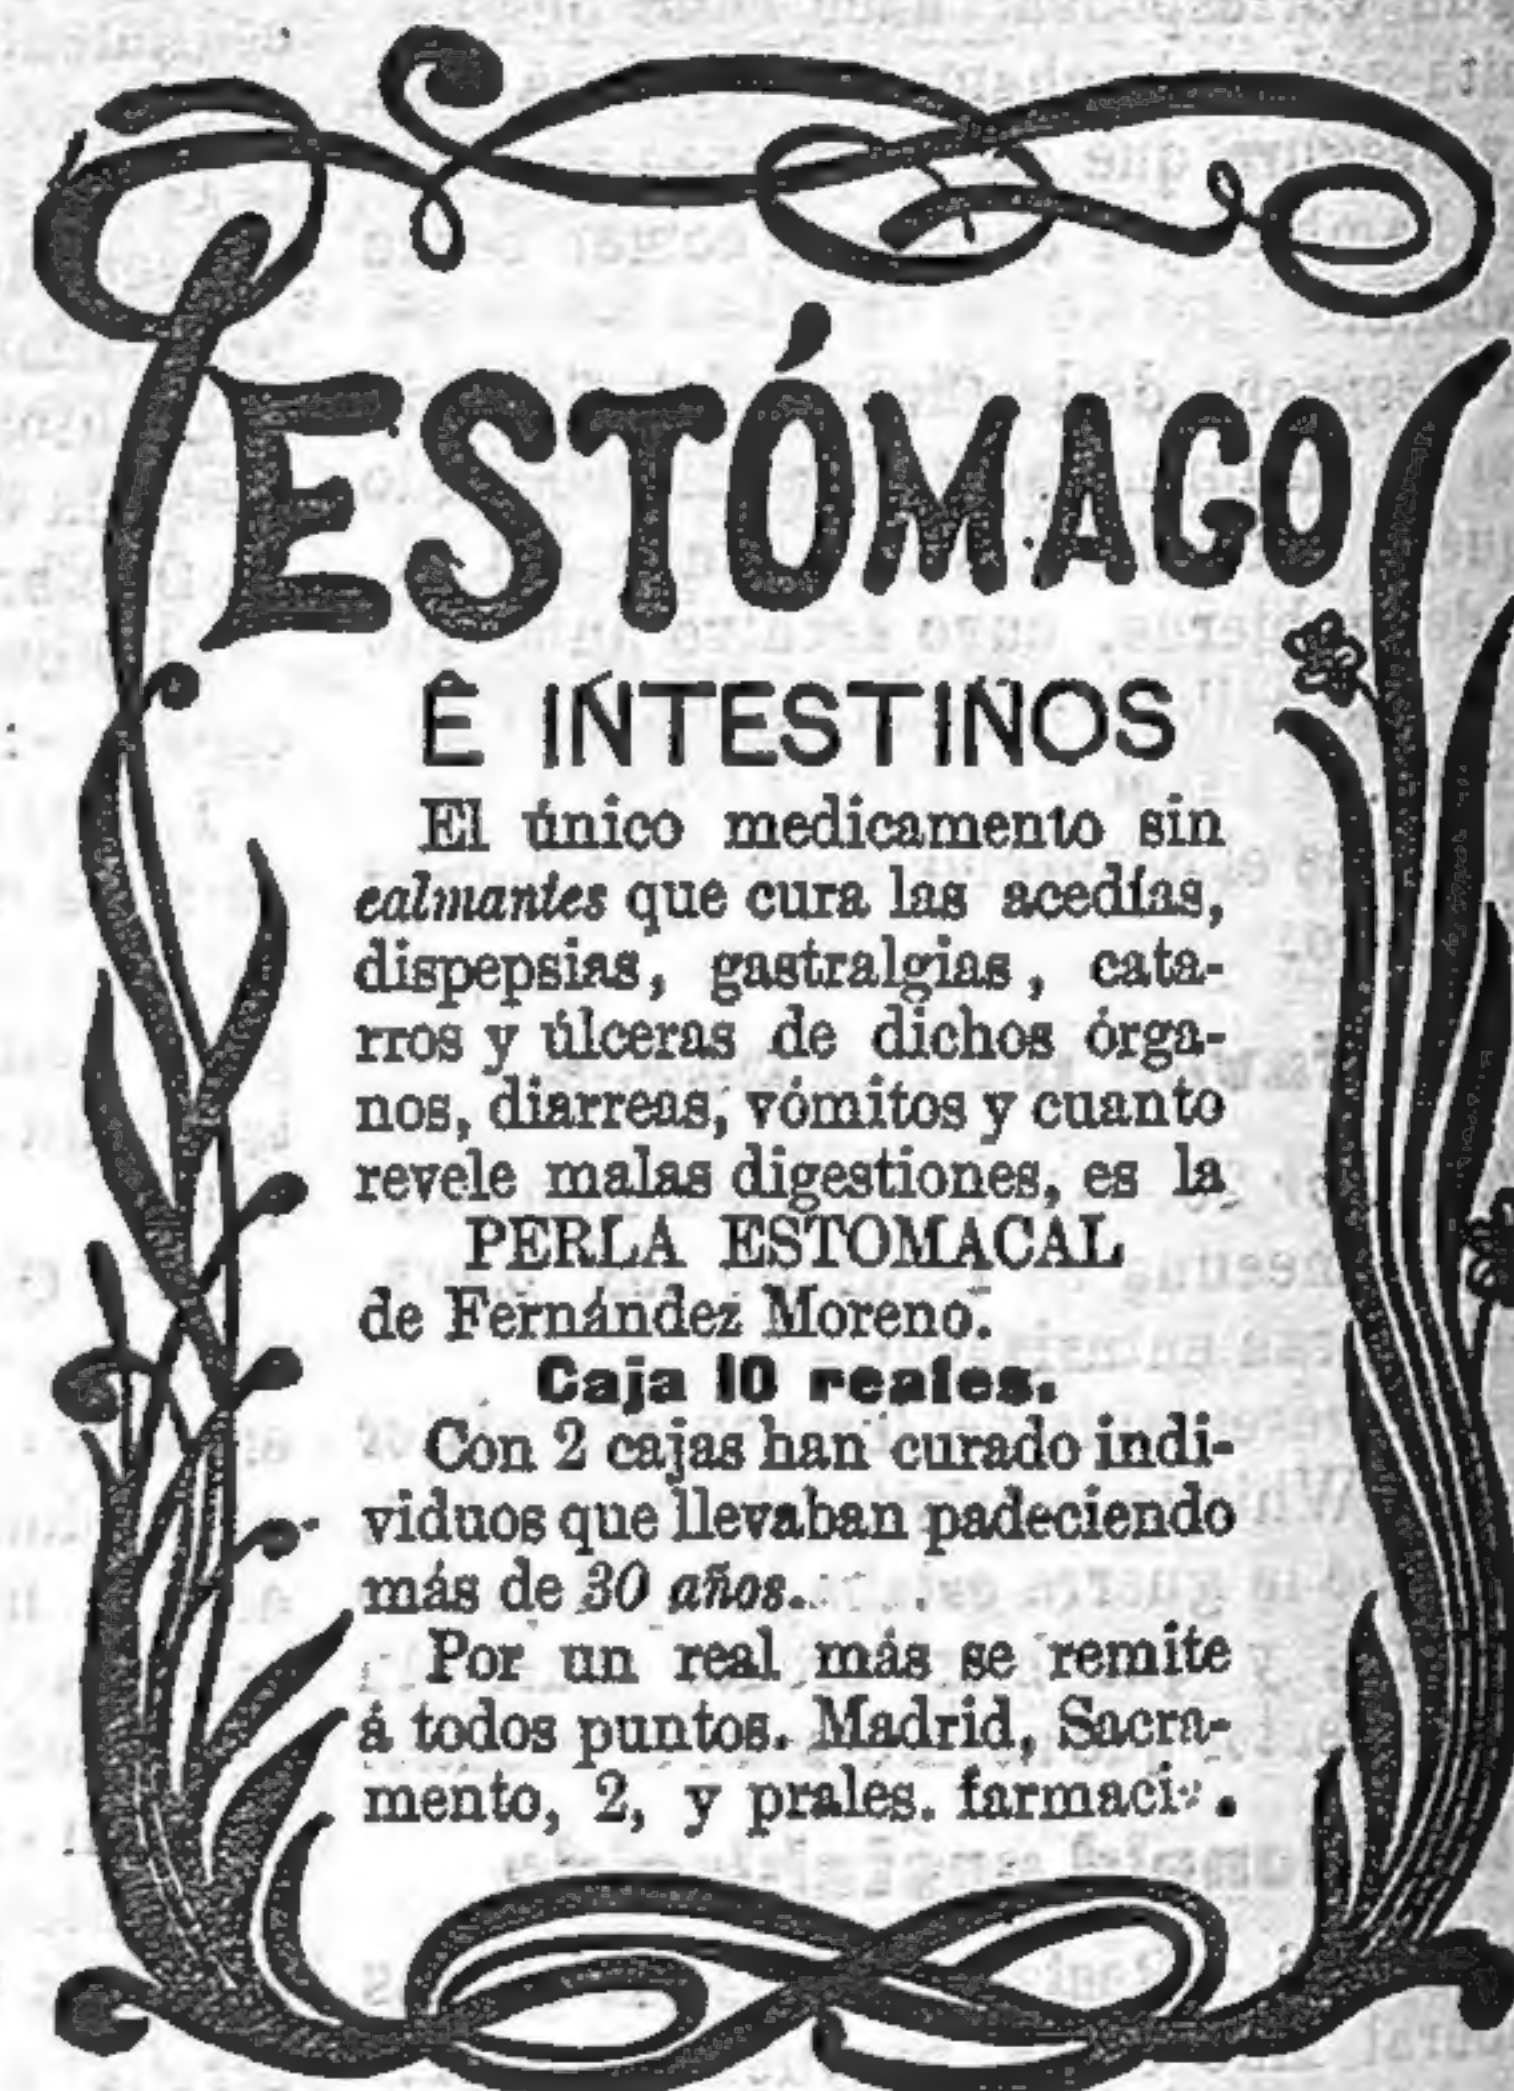 ESTÓMAGO
É INTESTINOS
El único medicamento sin
calmantes que cura las acedías,
dispepsias, gastralgias, cata-
rros y úlceras de dichos órga-
nos, diarreas, vómitos y cuanto
revele malas digestiones, es la
PERLA ESTOMACAL
de Fernández Moreno.
Caja 10 reales.
Con 2 cajas han curado indi-
viduos que llevaban padeciendo
más de 30 años.
Por un real más se remite
á todos puntos. Madrid, Sacra-
mento, 2, y prales.